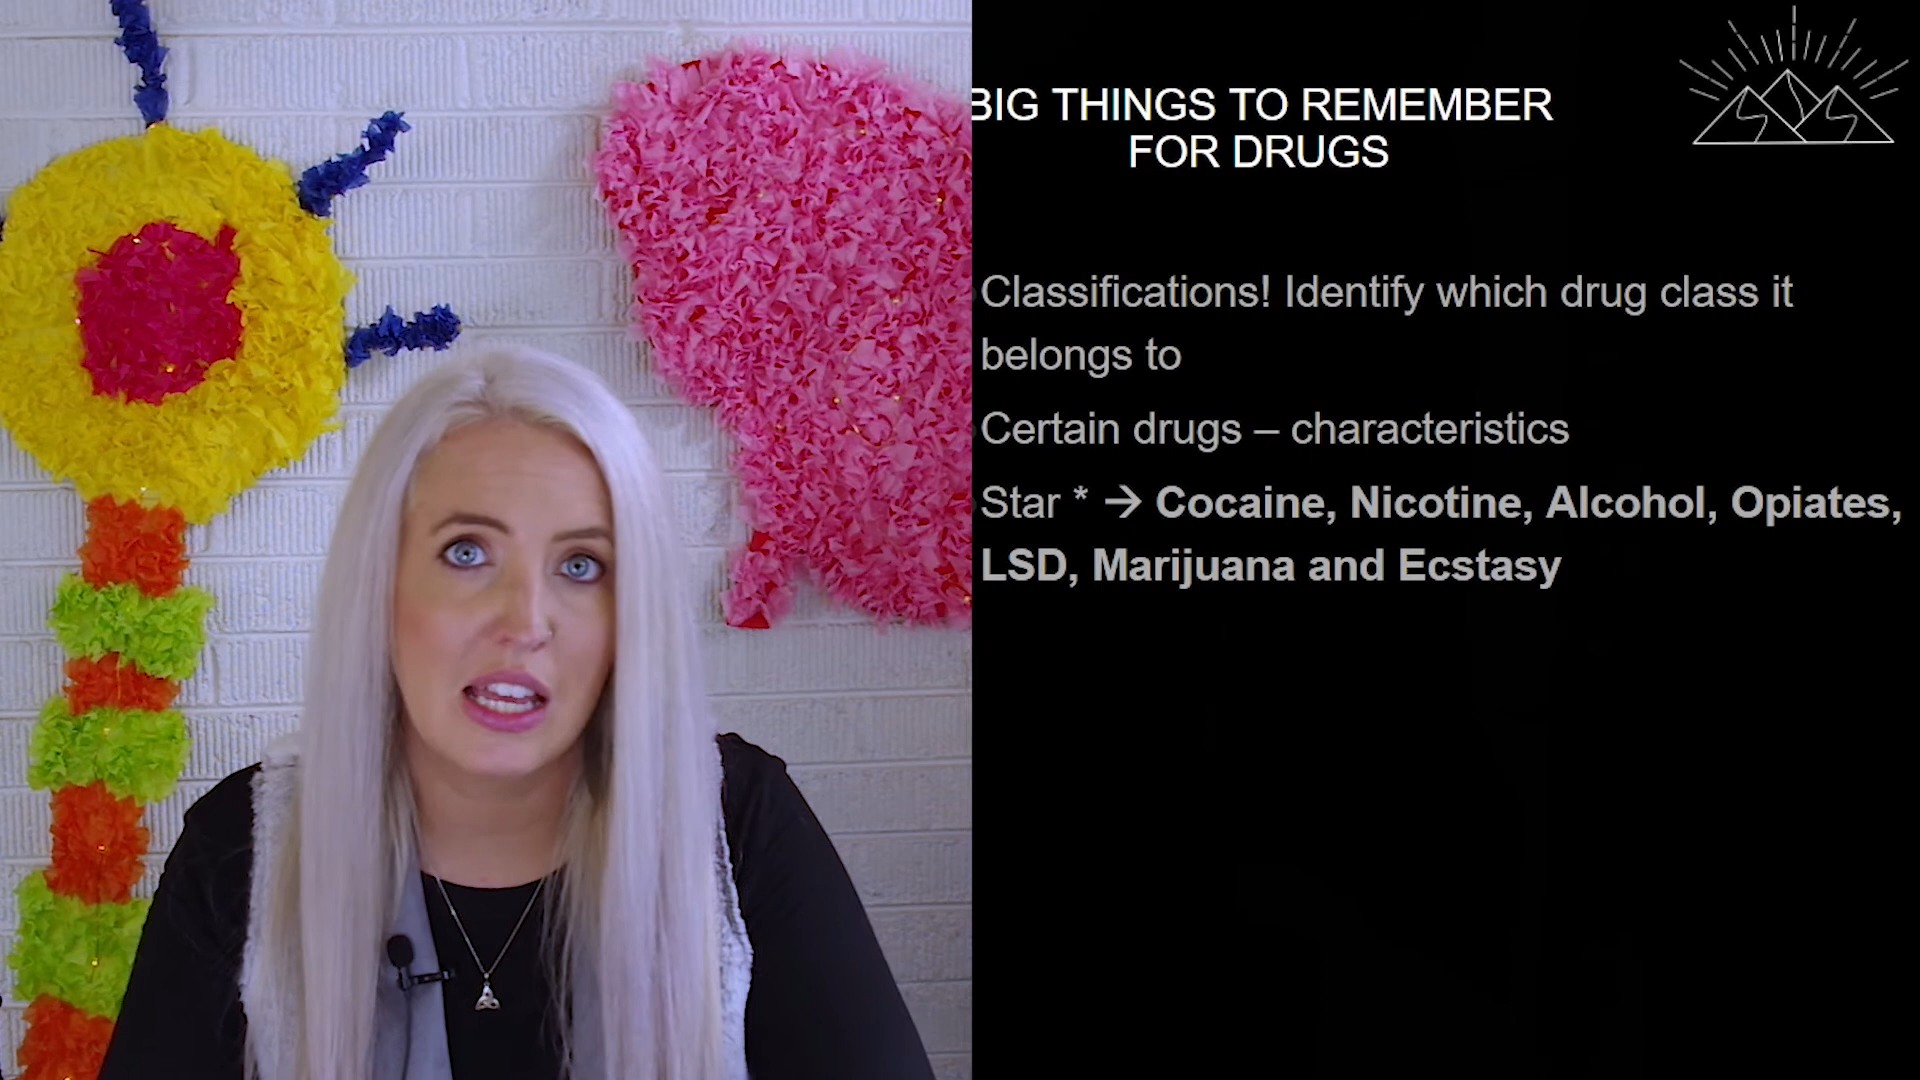 BIG THINGS TO REMEMBER
FOR DRUGS
Classifications! Identify which drug class it
belongs to
Certain drugs – characteristics
Star * → Cocaine, Nicotine, Alcohol, Opiates,
LSD, Marijuana and Ecstasy